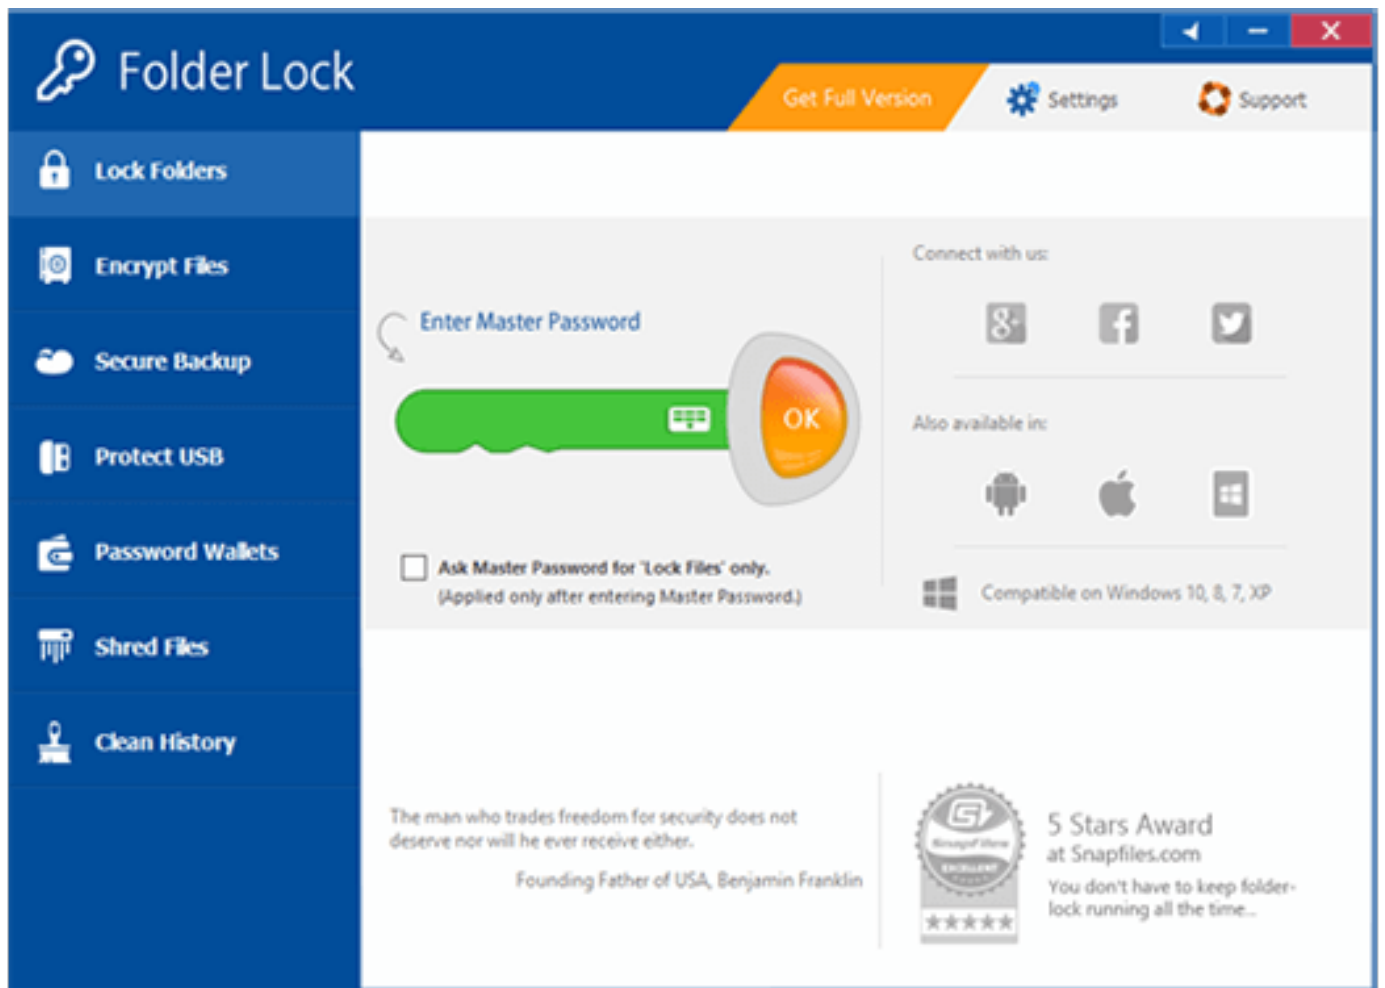 Folder Lock
Get Full Version
Settings
Support
Lock Folders
Encrypt Files
Secure Backup
Protect USB
Password Wallets
Shred Files
Clean History
Enter Master Password
OK
Ask Master Password for 'Lock Files' only.
(Applied only after entering Master Password.)
Connect with us:
Also available in:
Compatible on Windows 10, 8, 7, XP
The man who trades freedom for security does not
deserve nor will he ever receive either.
Founding Father of USA, Benjamin Franklin
SnapFiles
EXCELLENT
5 Stars Award
at Snapfiles.com
You don't have to keep folder-
lock running all the time...